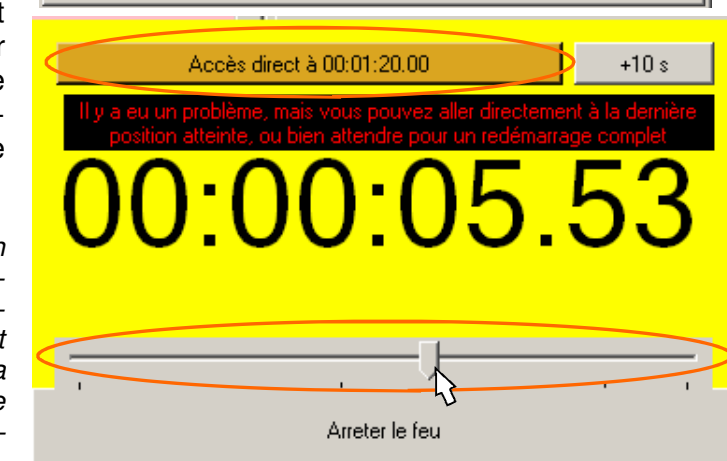 Accès direct à 00:01:20.00
+10 s
Il y a eu un problème, mais vous pouvez aller directement à la dernière
position atteinte, ou bien attendre pour un redémarrage complet
00:00:05.53
Arreter le feu